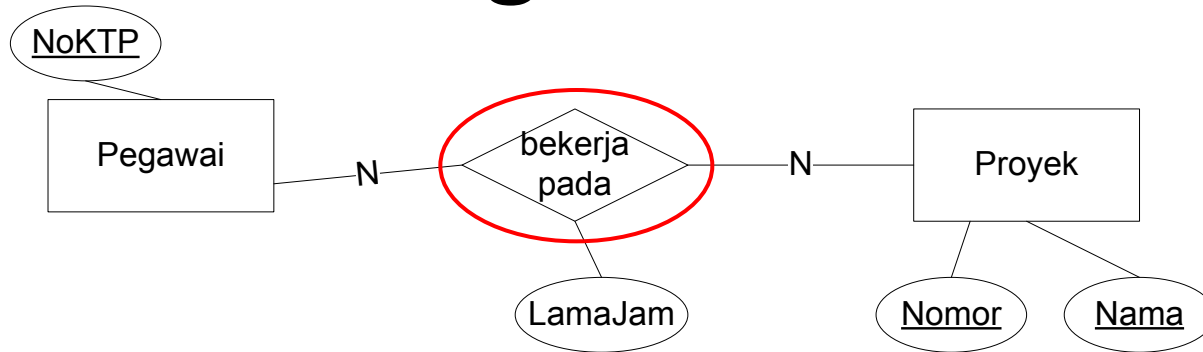 NoKTP
Pegawai
N
bekerja
pada
N
Proyek
LamaJam
Nomor
Nama